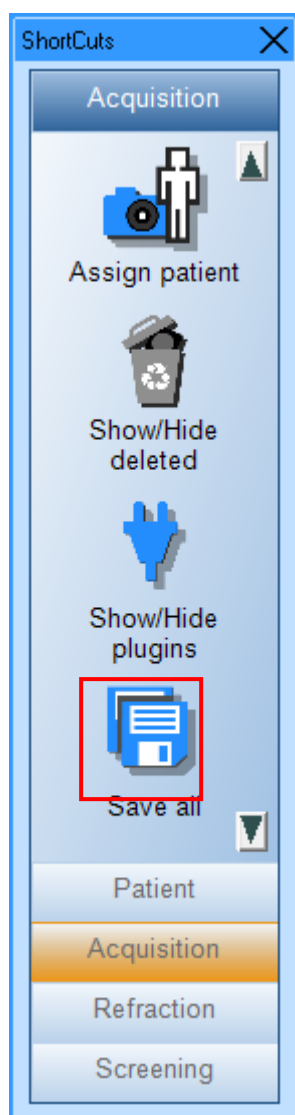 ShortCuts
Acquisition
Assign patient
Show/Hide
deleted
Show/Hide
plugins
Save all
Patient
Acquisition
Refraction
Screening